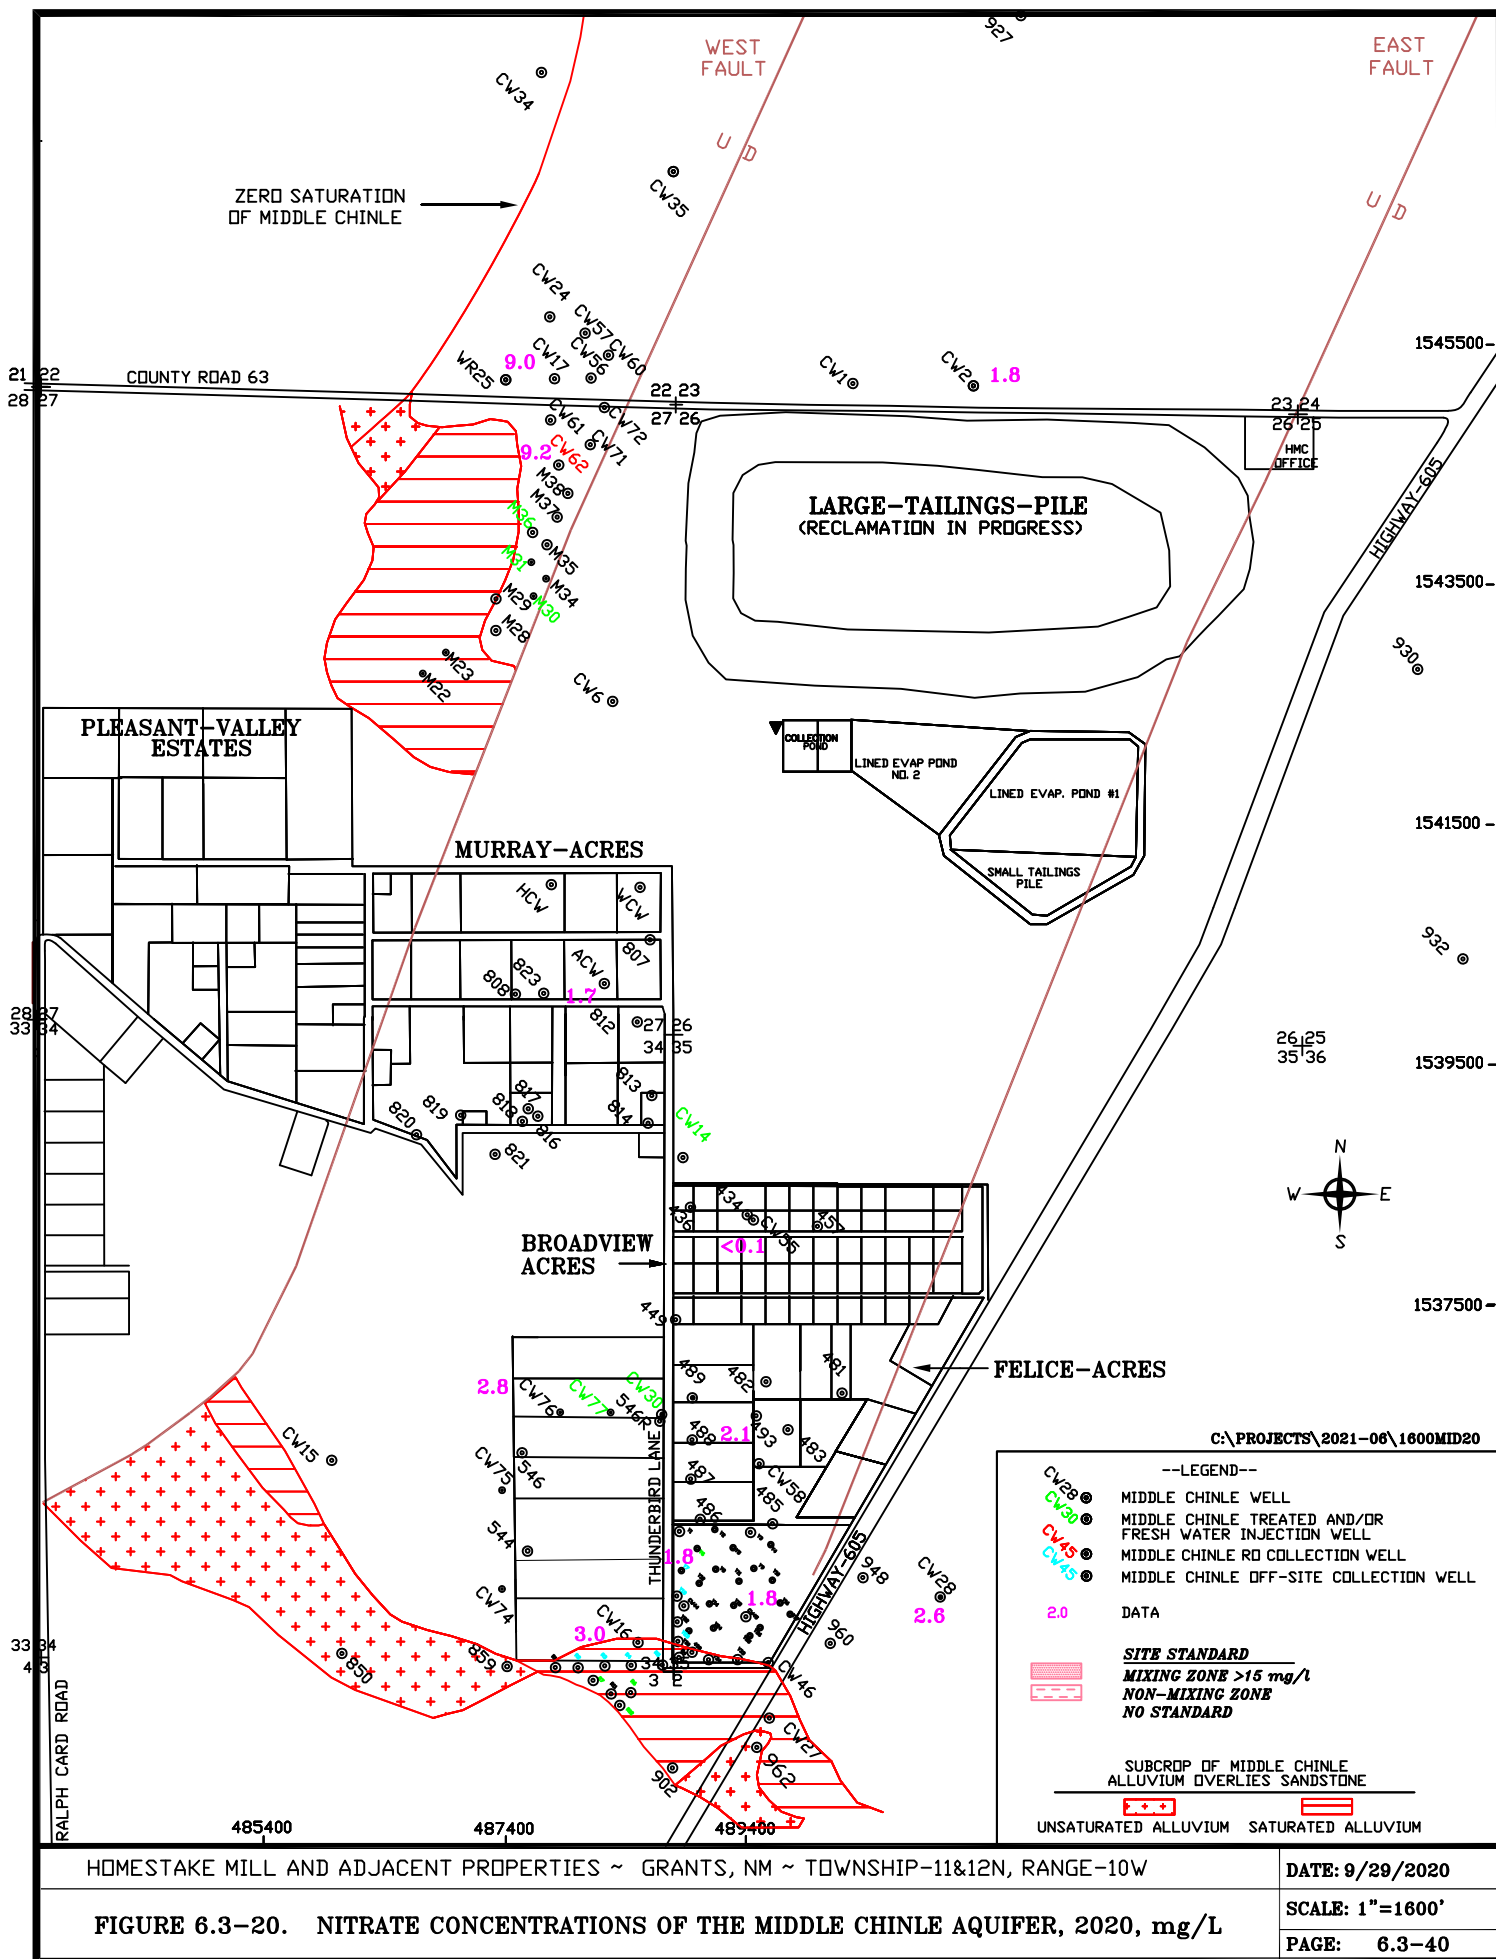 927
WEST
FAULT
EAST
FAULT
CW34
U D
CW35
U D
ZERO SATURATION
OF MIDDLE CHINLE
CW24
CW57
CW60
CW56
CW17
9.0
WR25
1545500-
21 22
COUNTY ROAD 63
28 27
22 23
27 26
CW1
CW2
1.8
23 24
26 25
HMC
OFFICE
CW61
CW72
CW71
9.2
CW62
M38
M37
M36
M35
M31
M34
M30
M29
M28
M23
M22
CW6
LARGE-TAILINGS-PILE
(RECLAMATION IN PROGRESS)
HIGHWAY-605
1543500-
930
PLEASANT-VALLEY
ESTATES
COLLECTION
POND
LINED EVAP POND
NO. 2
LINED EVAP. POND #1
1541500-
SMALL TAILINGS
PILE
MURRAY-ACRES
HCW
WCW
807
932
ACW
823
808
1.7
812
28 27
33 34
27 26
34 35
26 25
35 36
1539500-
813
814
817
818
816
819
820
821
CW14
N
W E
S
436
434
CW55
457
<0.1
BROADVIEW
ACRES
449
1537500-
FELICE-ACRES
481
482
489
2.8
CW76
CW77
CW30
546R
488
2.1
493
483
CW15
CW75
546
487
CW58
486
485
544
THUNDERBIRD LANE
1.8
1.8
HIGHWAY-605
948
CW28
2.6
960
CW74
CW16
3.0
33 34
4 3
850
859
34 35
3 2
CW46
CW27
962
902
RALPH CARD ROAD
485400
487400
489400
C:\PROJECTS\2021-06\1600MID20
--LEGEND--
CW28 MIDDLE CHINLE WELL
CW30 MIDDLE CHINLE TREATED AND/OR
FRESH WATER INJECTION WELL
CW45 MIDDLE CHINLE RO COLLECTION WELL
CW45 MIDDLE CHINLE OFF-SITE COLLECTION WELL
2.0 DATA
SITE STANDARD
MIXING ZONE >15 mg/l
NON-MIXING ZONE
NO STANDARD
SUBCROP OF MIDDLE CHINLE
ALLUVIUM OVERLIES SANDSTONE
UNSATURATED ALLUVIUM SATURATED ALLUVIUM
HOMESTAKE MILL AND ADJACENT PROPERTIES ~ GRANTS, NM ~ TOWNSHIP-11&12N, RANGE-10W
DATE: 9/29/2020
SCALE: 1"=1600'
FIGURE 6.3-20. NITRATE CONCENTRATIONS OF THE MIDDLE CHINLE AQUIFER, 2020, mg/L
PAGE: 6.3-40